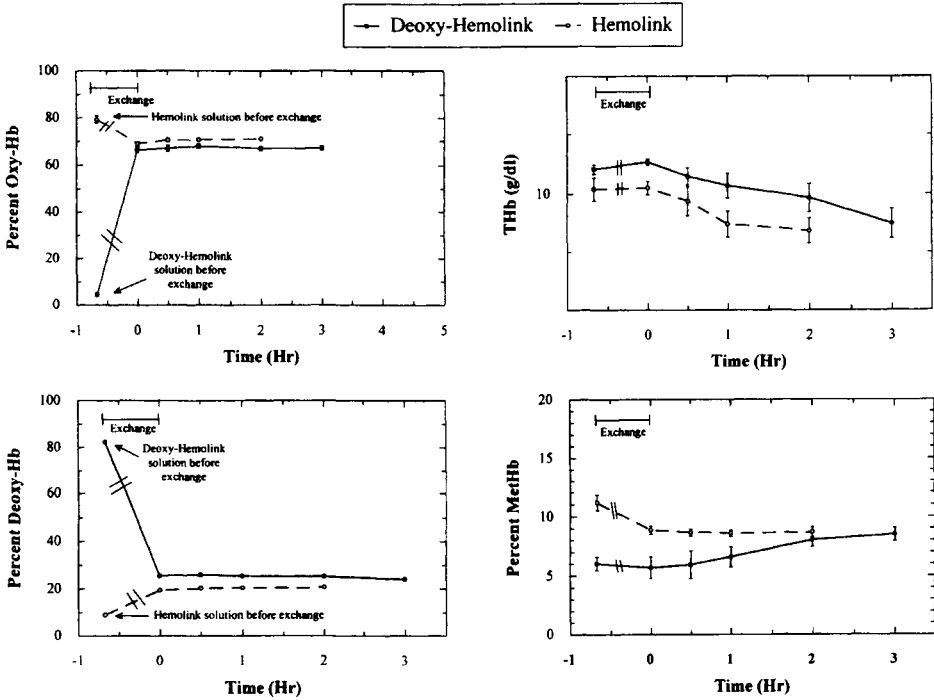 Deoxy-Hemolink
Hemolink
100
80
60
40
20
0
Percent Oxy-Hb
Exchange
Hemolink solution before exchange
Deoxy-Hemolink
solution before
exchange
-1
0
1
2
3
4
5
Time (Hr)
THb (g/dl)
10
Exchange
-1
0
1
2
3
Time (Hr)
100
80
60
40
20
0
Percent Deoxy-Hb
Exchange
Deoxy-Hemolink
solution before
exchange
Hemolink solution before exchange
-1
0
1
2
3
Time (Hr)
20
15
10
5
0
Percent MetHb
Exchange
-1
0
1
2
3
Time (Hr)